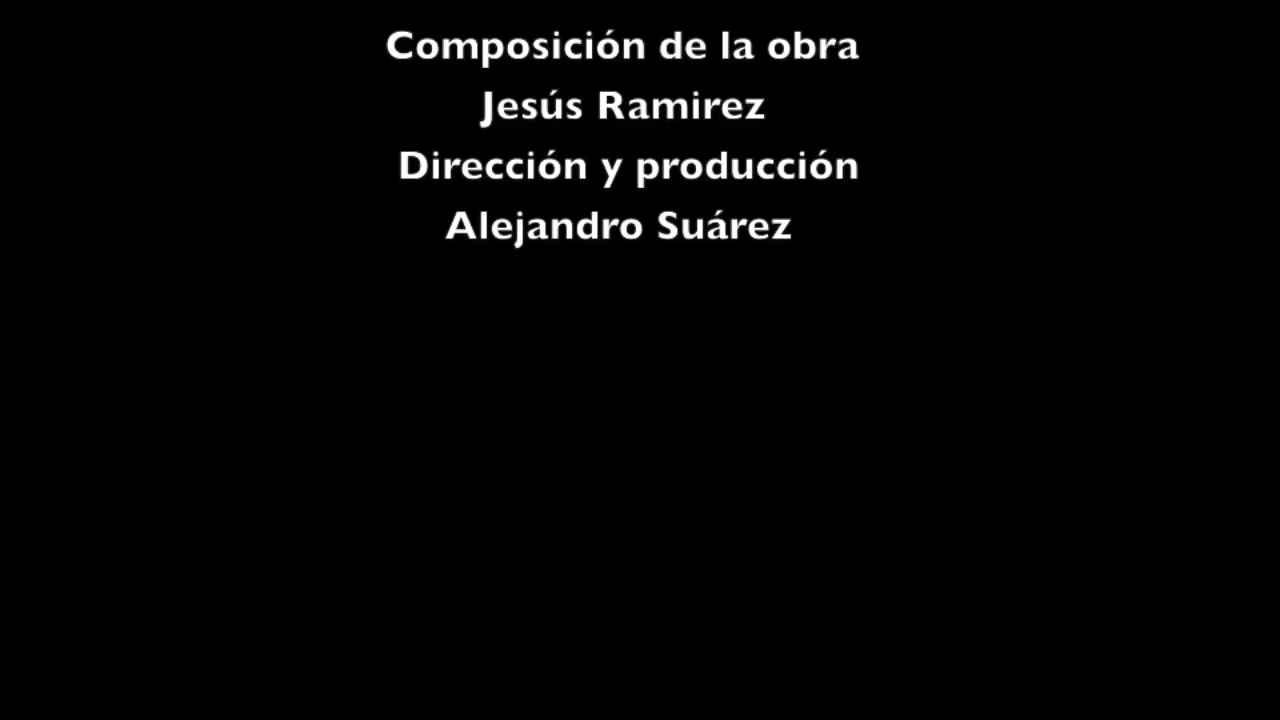 Composición de la obra
Jesús Ramirez
Dirección y producción
Alejandro Suárez